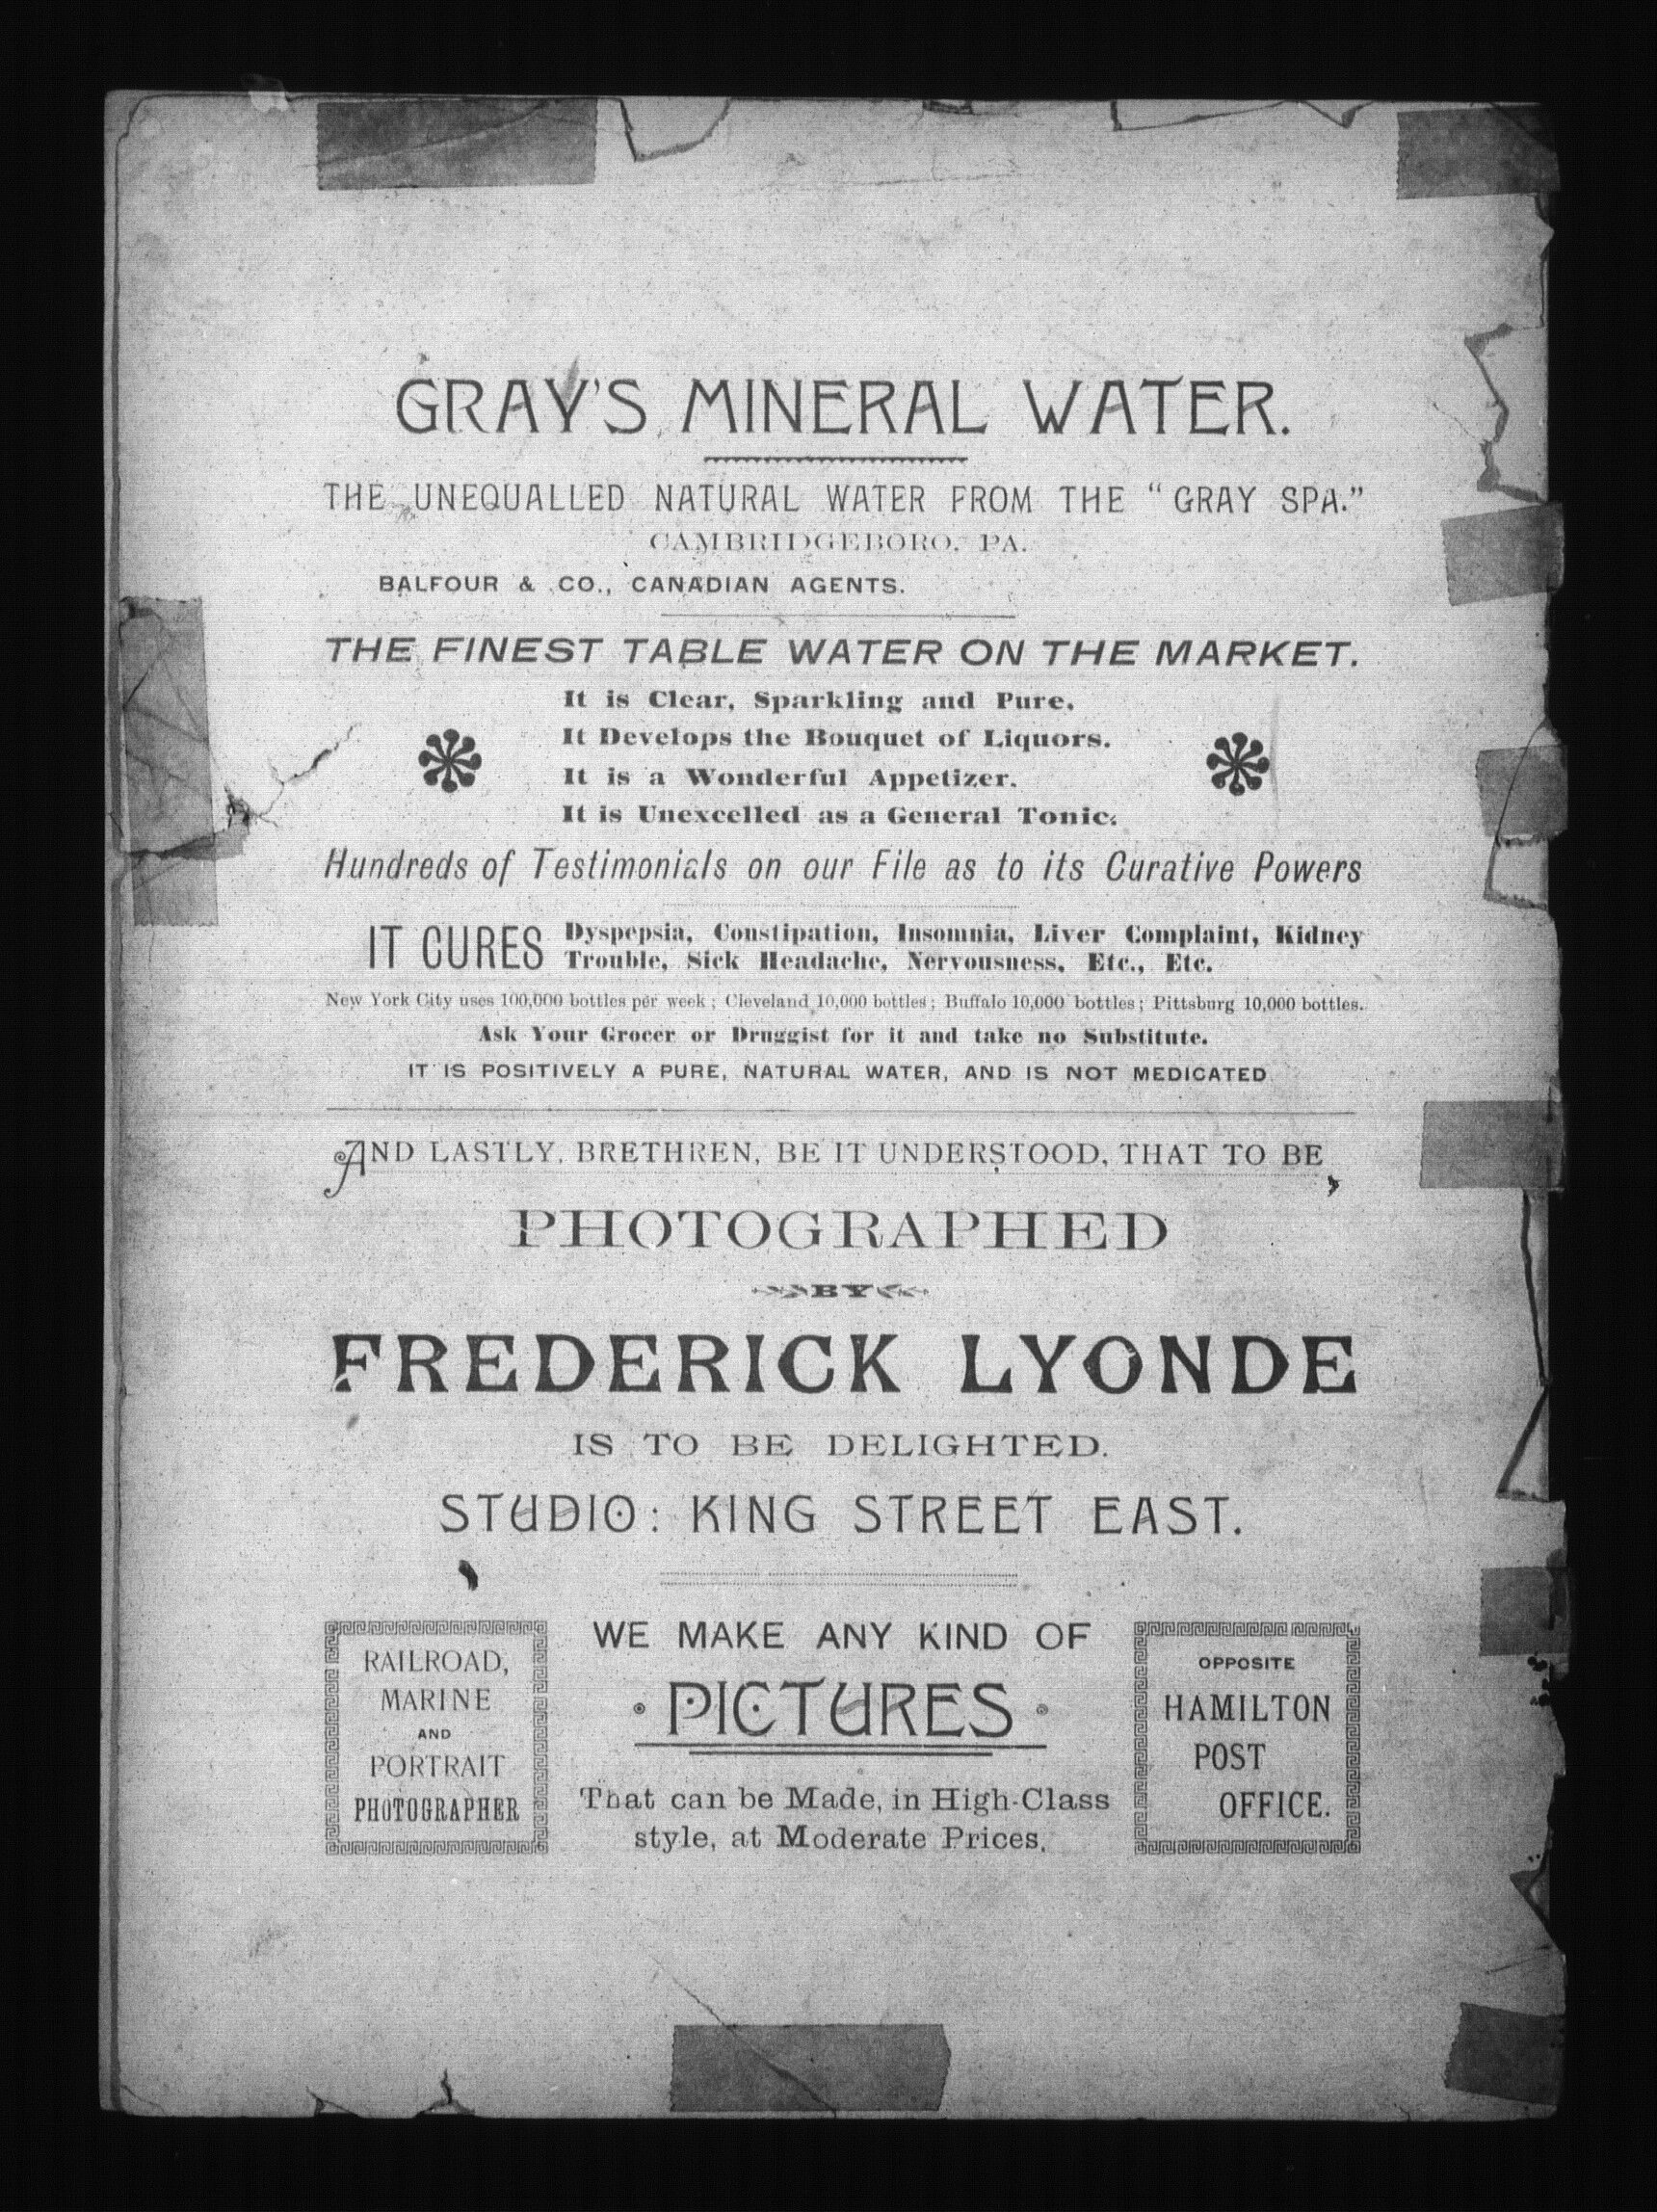 GRAY'S MINERAL WATER.
THE UNEQUALLED NATURAL WATER FROM THE "GRAY SPA."
CAMBRIDGEBORO, PA.
BALFOUR & CO., CANADIAN AGENTS.
THE FINEST TABLE WATER ON THE MARKET.
It is Clear, Sparkling and Pure.
It Develops the Bouquet of Liquors.
It is a Wonderful Appetizer.
It is Unexcelled as a General Tonic.
Hundreds of Testimonials on our File as to its Curative Powers
IT CURES Dyspepsia, Constipation, Insomnia, Liver Complaint, Kidney
Trouble, Sick Headache, Nervousness, Etc., Etc.
New York City uses 100,000 bottles per week; Cleveland 10,000 bottles; Buffalo 10,000 bottles; Pittsburg 10,000 bottles.
Ask Your Grocer or Druggist for it and take no Substitute.
IT IS POSITIVELY A PURE, NATURAL WATER, AND IS NOT MEDICATED
AND LASTLY, BRETHREN, BE IT UNDERSTOOD, THAT TO BE
PHOTOGRAPHED
BY
FREDERICK LYONDE
IS TO BE DELIGHTED.
STUDIO: KING STREET EAST.
RAILROAD,
MARINE
AND
PORTRAIT
PHOTOGRAPHER
WE MAKE ANY KIND OF
PICTURES
That can be Made, in High-Class
style, at Moderate Prices,
OPPOSITE
HAMILTON
POST
OFFICE.